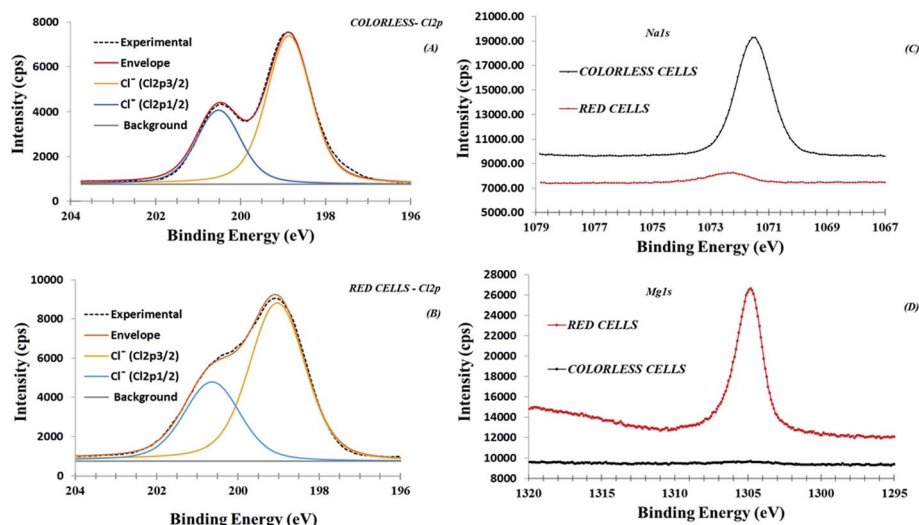 COLORLESS- Cl2p
(A)
Intensity (cps)
8000
6000
4000
2000
0
Experimental
Envelope
Cl⁻ (Cl2p3/2)
Cl⁻ (Cl2p1/2)
Background
204 202 200 198 196
Binding Energy (eV)
Na1s
(C)
Intensity (cps)
21000.00
19000.00
17000.00
15000.00
13000.00
11000.00
9000.00
7000.00
5000.00
COLORLESS CELLS
RED CELLS
1079 1077 1075 1073 1071 1069 1067
Binding Energy (eV)
RED CELLS - Cl2p
(B)
Intensity (cps)
10000
8000
6000
4000
2000
0
Experimental
Envelope
Cl⁻ (Cl2p3/2)
Cl⁻ (Cl2p1/2)
Background
204 202 200 198 196
Binding Energy (eV)
Mg1s
(D)
Intensity (cps)
28000
26000
24000
22000
20000
18000
16000
14000
12000
10000
8000
RED CELLS
COLORLESS CELLS
1320 1315 1310 1305 1300 1295
Binding Energy (eV)